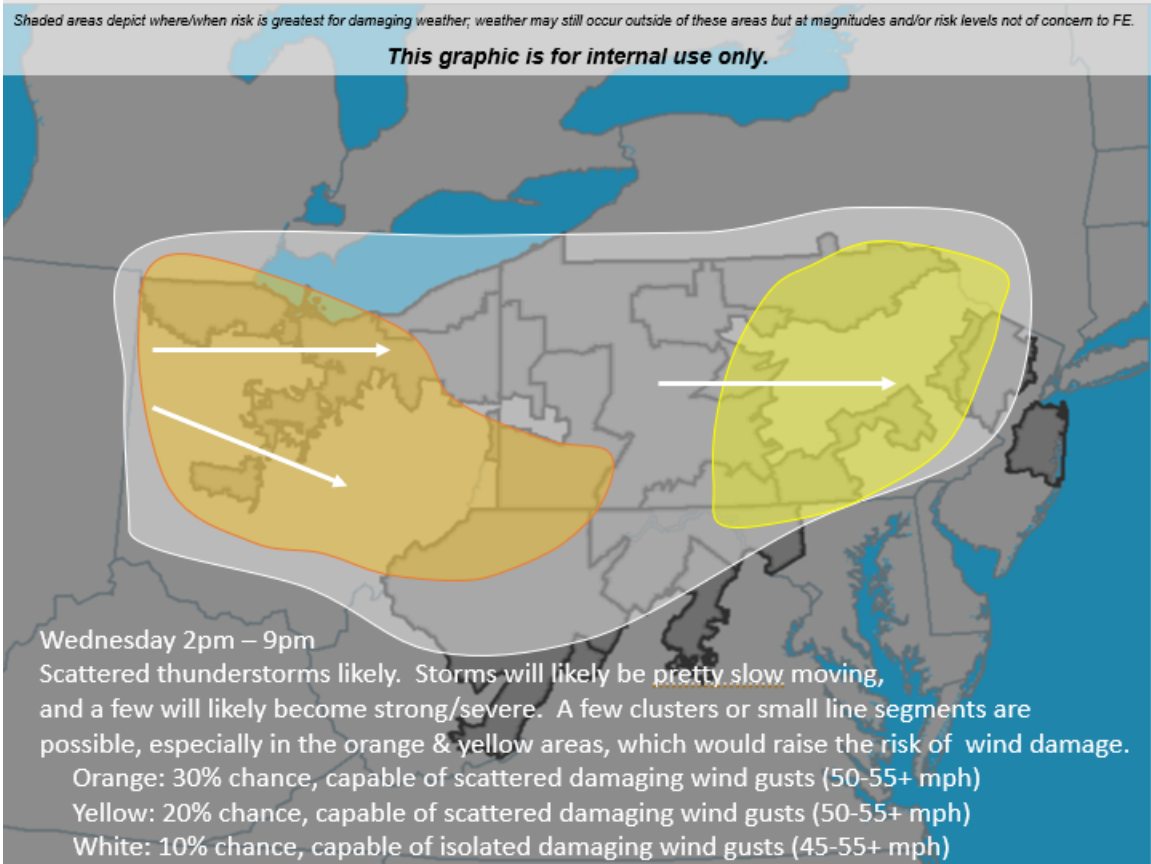 Shaded areas depict where/when risk is greatest for damaging weather; weather may still occur outside of these areas but at magnitudes and/or risk levels not of concern to FE.
This graphic is for internal use only.
Wednesday 2pm – 9pm
Scattered thunderstorms likely.  Storms will likely be pretty slow moving,
and a few will likely become strong/severe.  A few clusters or small line segments are
possible, especially in the orange & yellow areas, which would raise the risk of  wind damage.
Orange: 30% chance, capable of scattered damaging wind gusts (50-55+ mph)
Yellow: 20% chance, capable of scattered damaging wind gusts (50-55+ mph)
White: 10% chance, capable of isolated damaging wind gusts (45-55+ mph)